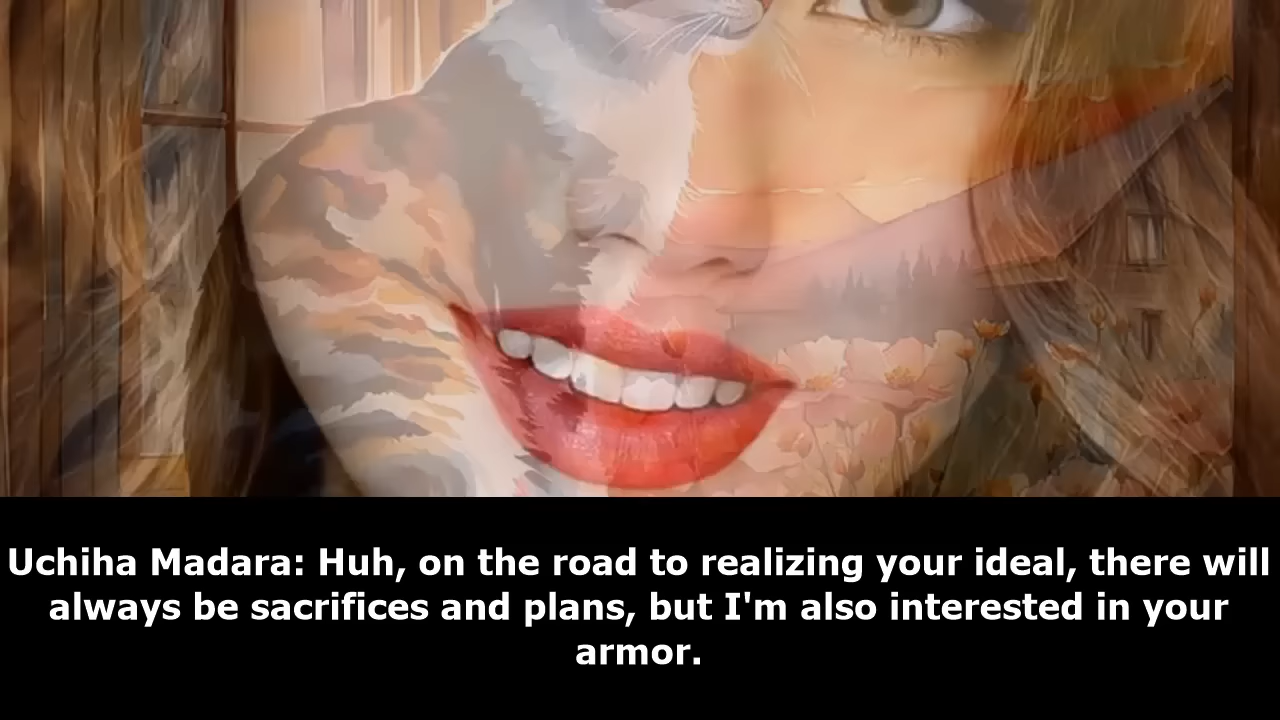 Uchiha Madara: Huh, on the road to realizing your ideal, there will
always be sacrifices and plans, but I'm also interested in your
armor.